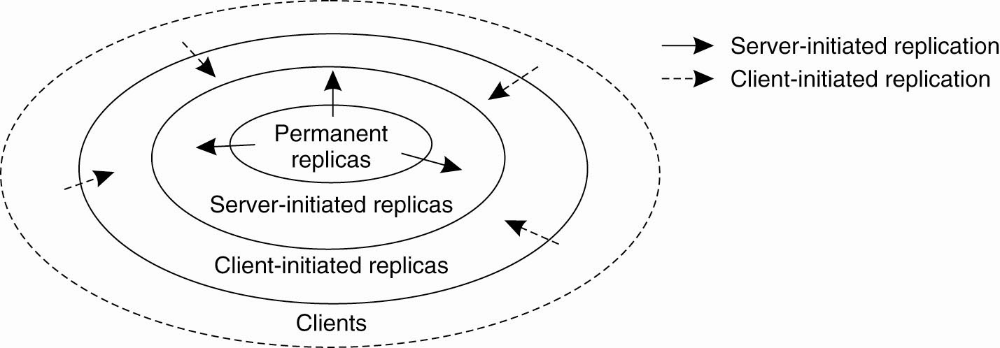 Server-initiated replication
Client-initiated replication
Permanent
replicas
Server-initiated replicas
Client-initiated replicas
Clients